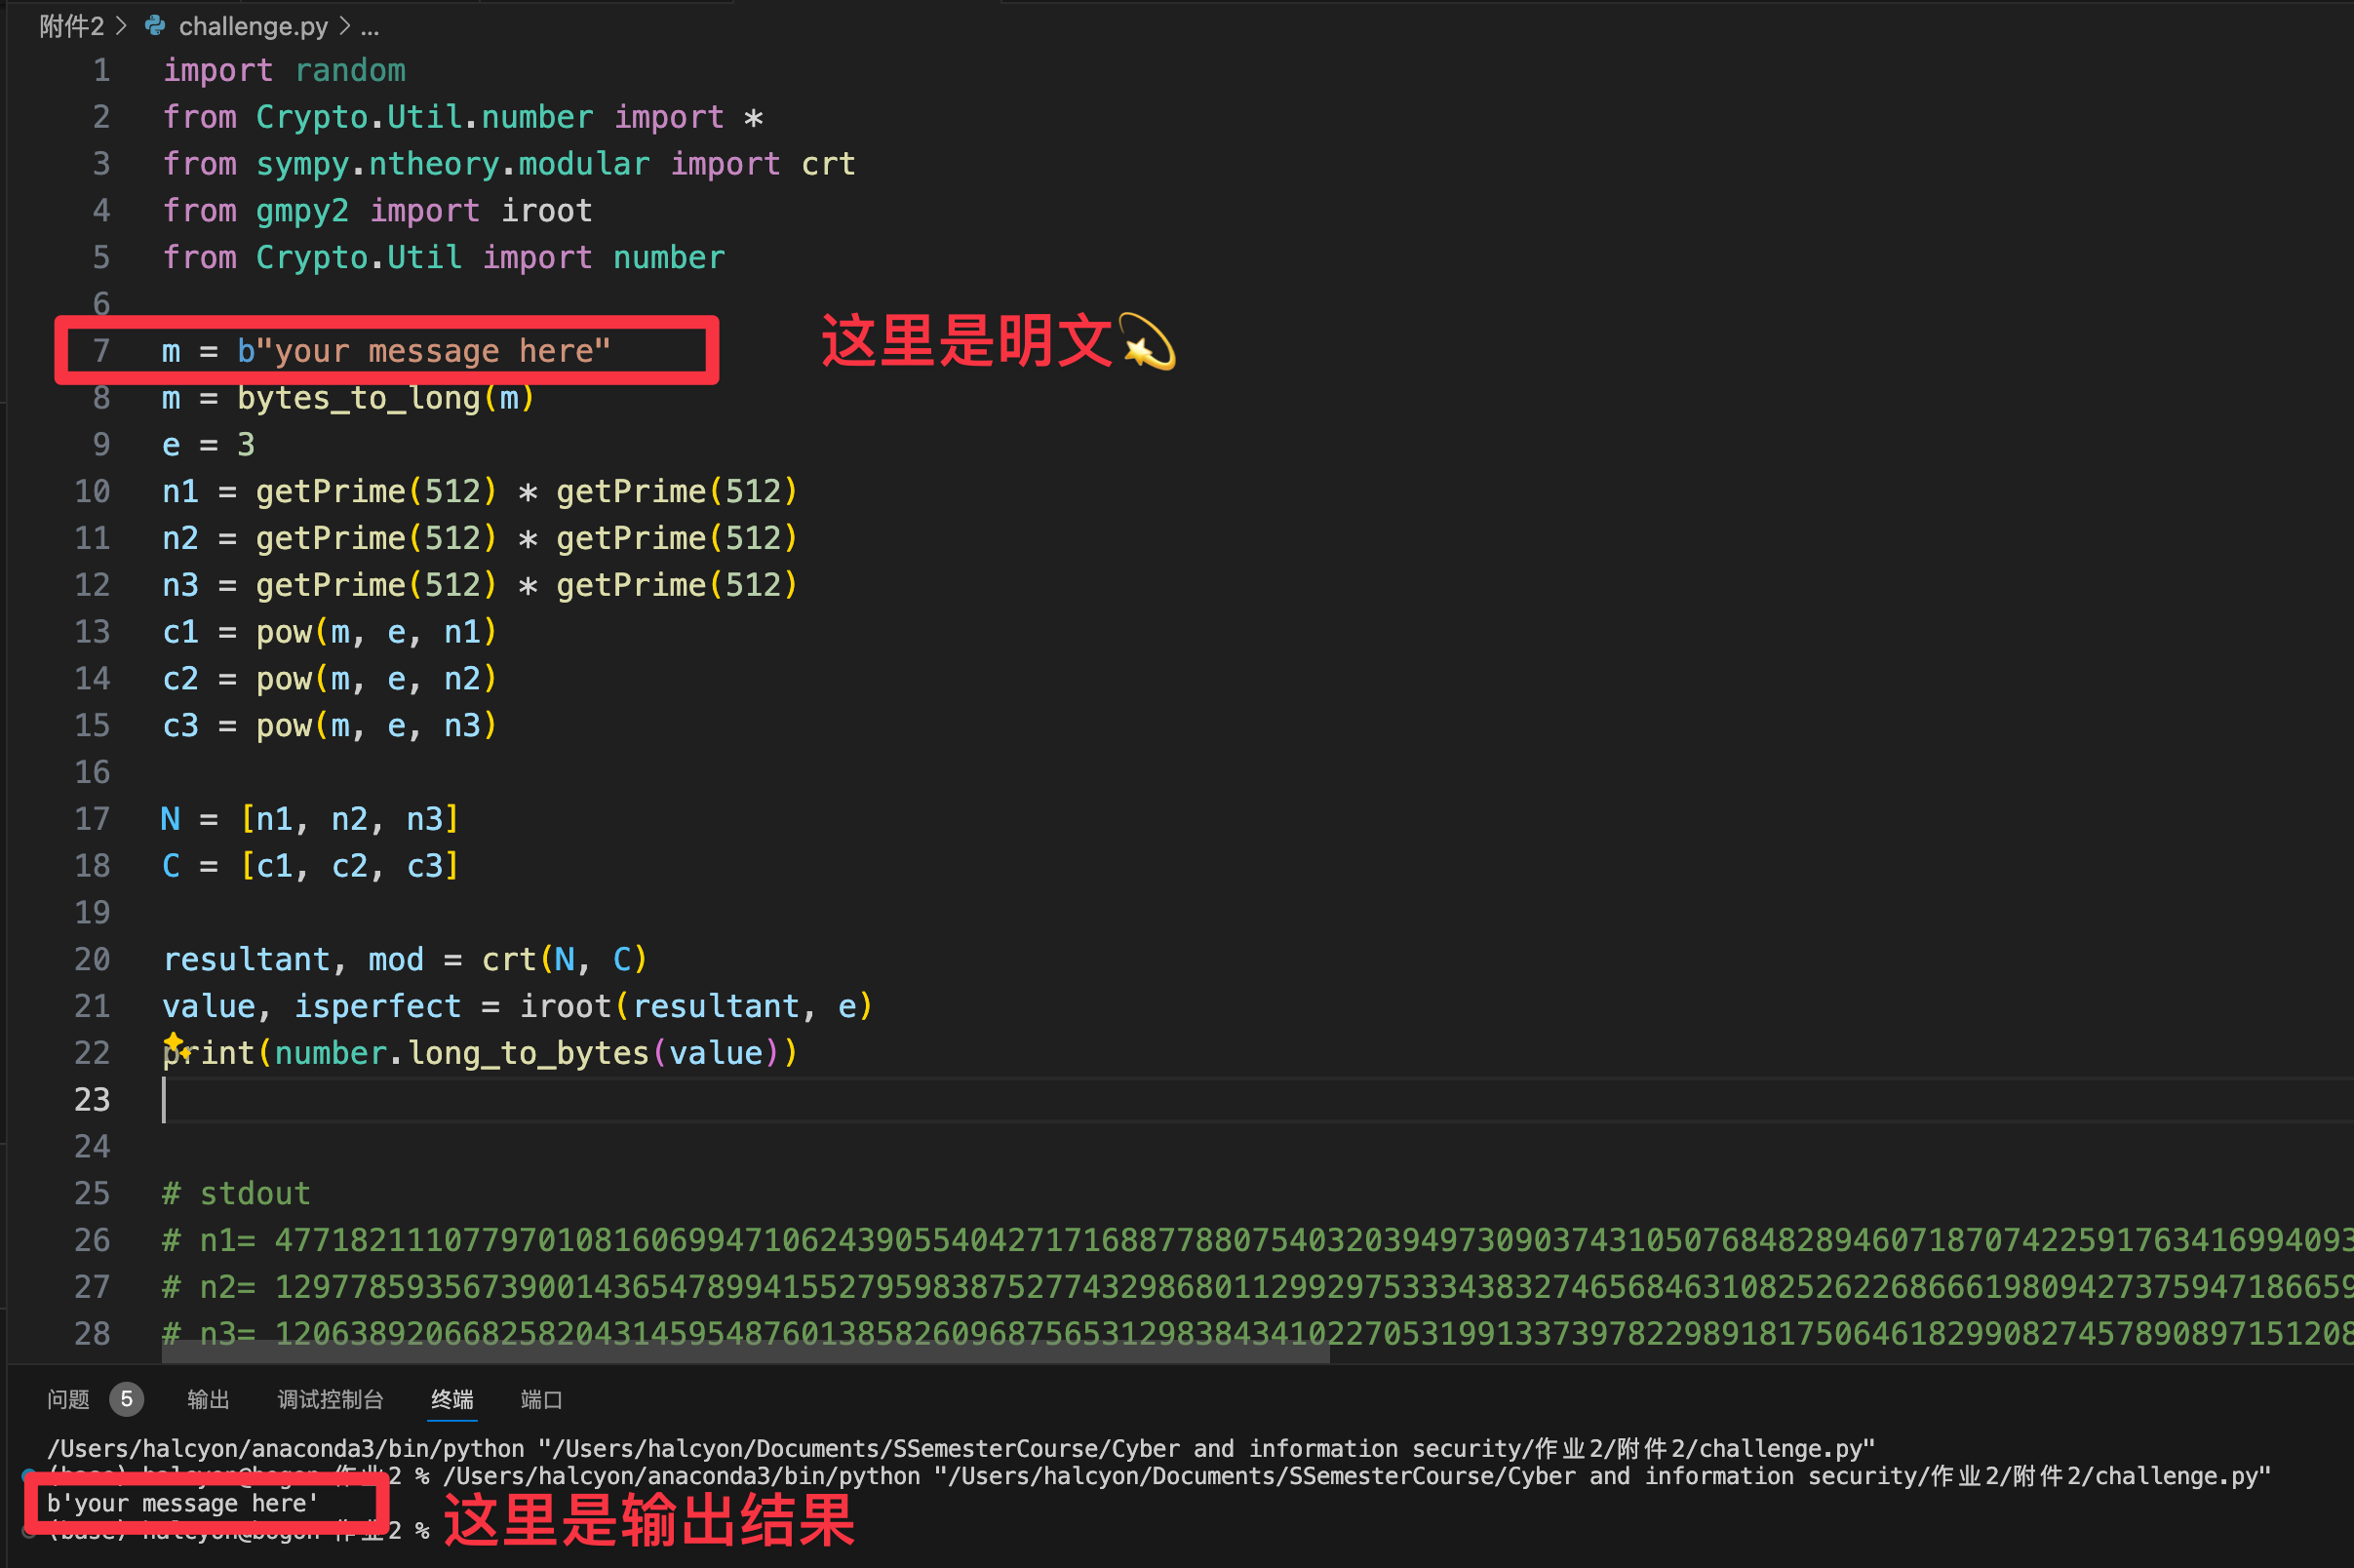 附件2 > challenge.py > ...
1 import random
2 from Crypto.Util.number import *
3 from sympy.ntheory.modular import crt
4 from gmpy2 import iroot
5 from Crypto.Util import number
6
7 m = b"your message here"
这里是明文💫
8 m = bytes_to_long(m)
9 e = 3
10 n1 = getPrime(512) * getPrime(512)
11 n2 = getPrime(512) * getPrime(512)
12 n3 = getPrime(512) * getPrime(512)
13 c1 = pow(m, e, n1)
14 c2 = pow(m, e, n2)
15 c3 = pow(m, e, n3)
16
17 N = [n1, n2, n3]
18 C = [c1, c2, c3]
19
20 resultant, mod = crt(N, C)
21 value, isperfect = iroot(resultant, e)
22 print(number.long_to_bytes(value))
23
24
25 # stdout
26 # n1= 477182111077970108160699471062439055404271716887788075403203949730903743105076848289460718707422591763416994093
27 # n2= 12977859356739001436547899415527959838752774329868011299297533343832746568463108252622686661980942737594718665 9
28 # n3= 12063892066825820431459548760138582609687565312983843410227053199133739782298918175064618299082745789089715120 8
问题 5 输出 调试控制台 终端 端口
/Users/halcyon/anaconda3/bin/python "/Users/halcyon/Documents/SSemesterCourse/Cyber and information security/作业2/附件2/challenge.py"
(base) halcyon@bogon 作业2 % /Users/halcyon/anaconda3/bin/python "/Users/halcyon/Documents/SSemesterCourse/Cyber and information security/作业2/附件2/challenge.py"
b'your message here'
(base) halcyon@bogon 作业2 %
这里是输出结果